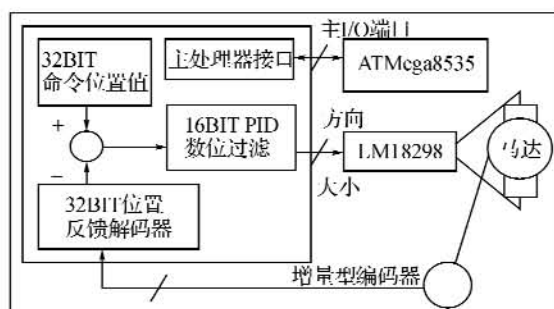 32BIT
命令位置值
主处理器接口
主I/O端口
ATMcga8535
+
16BIT PID
数位过滤
方向
LM18298
马达
−
大小
32BIT位置
反馈解码器
增量型编码器